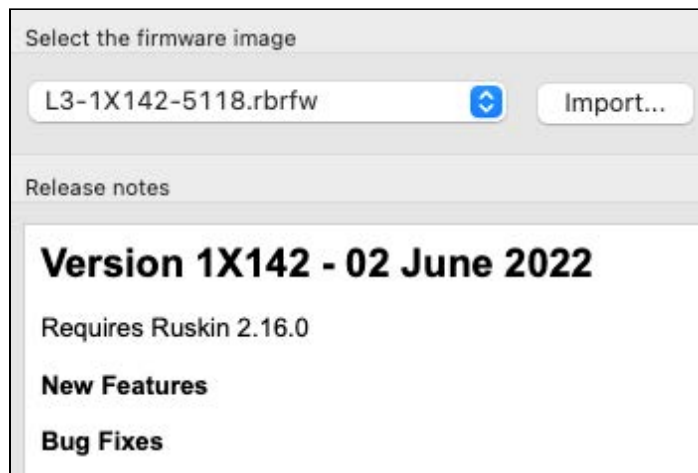 Select the firmware image
L3-1X142-5118.rbrfw
Import...
Release notes
Version 1X142 - 02 June 2022
Requires Ruskin 2.16.0
New Features
Bug Fixes